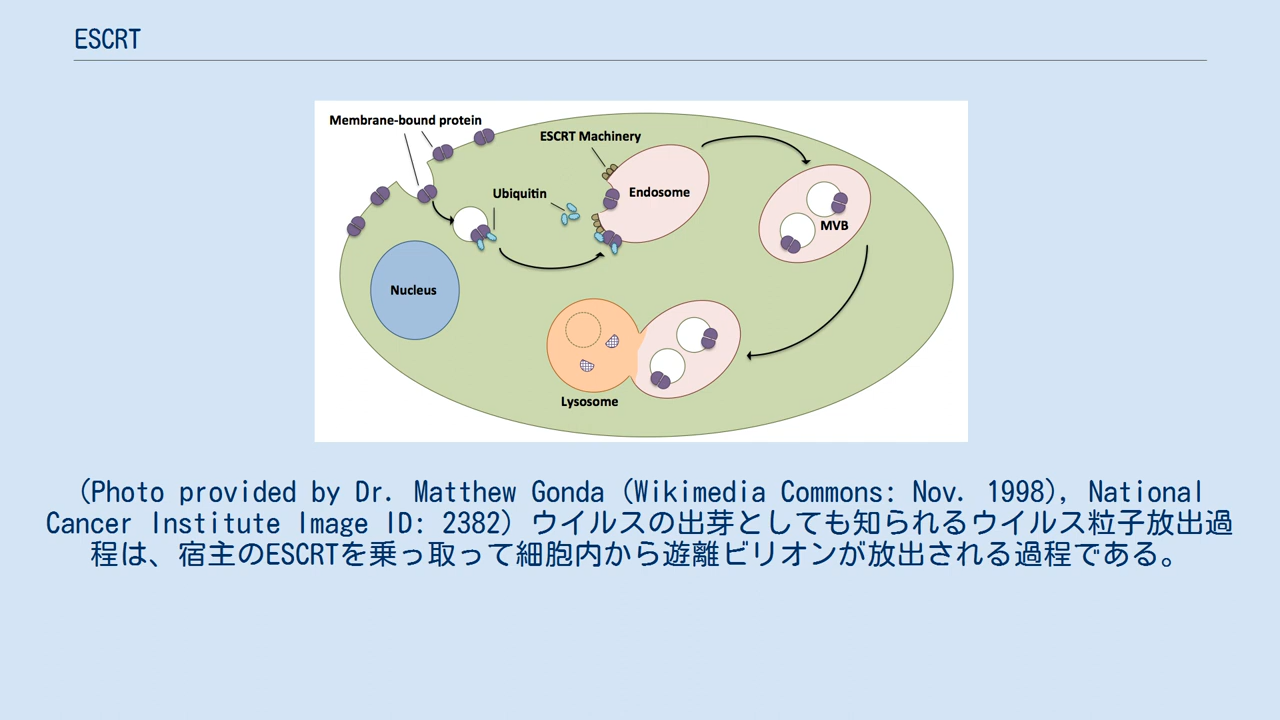 ESCRT
Membrane-bound protein
ESCRT Machinery
Ubiquitin
Endosome
MVB
Nucleus
Lysosome
(Photo provided by Dr. Matthew Gonda (Wikimedia Commons: Nov. 1998), National
Cancer Institute Image ID: 2382) ウイルスの出芽としても知られるウイルス粒子放出過
程は、宿主のESCRTを乗っ取って細胞内から遊離ビリオンが放出される過程である。